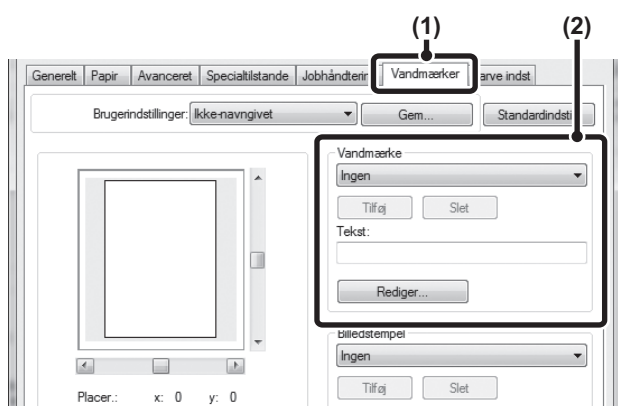 (1) (2)
Generelt Papir Avanceret Specialtilstande Jobhåndterin Vandmærker arve indst
Brugerindstillinger: Ikke-navngivet Gem... Standardindsti
Vandmærke
Ingen
Tilføj Slet
Tekst:
Rediger...
Billedstempel
Ingen
Tilføj Slet
Placer.: x: 0 y: 0